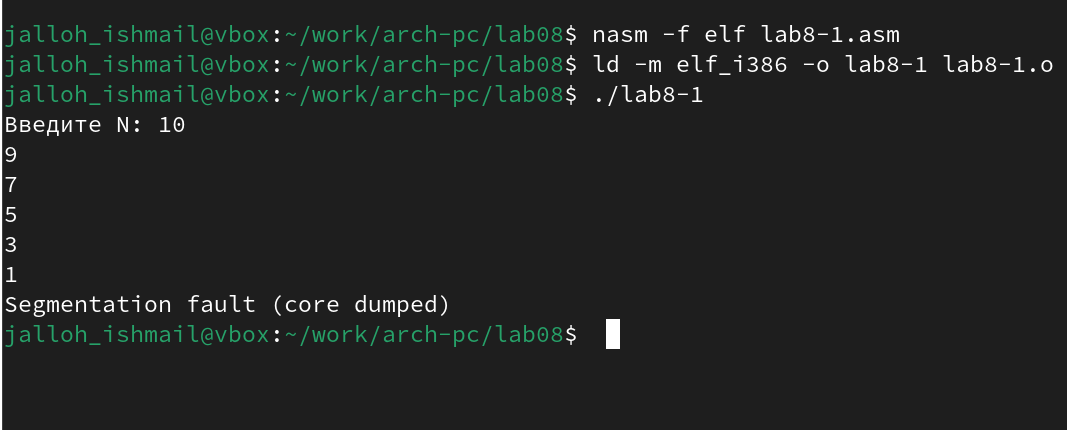 jalloh_ishmail@vbox:~/work/arch-pc/lab08$ nasm -f elf lab8-1.asm
jalloh_ishmail@vbox:~/work/arch-pc/lab08$ ld -m elf_i386 -o lab8-1 lab8-1.o
jalloh_ishmail@vbox:~/work/arch-pc/lab08$ ./lab8-1
Введите N: 10
9
7
5
3
1
Segmentation fault (core dumped)
jalloh_ishmail@vbox:~/work/arch-pc/lab08$